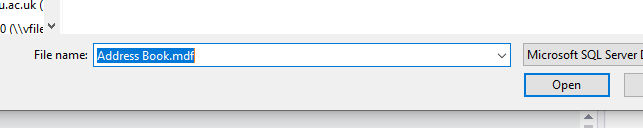 u.ac.uk (
0 (\\vfile
File name: Address Book.mdf Microsoft SQL Server D
Open